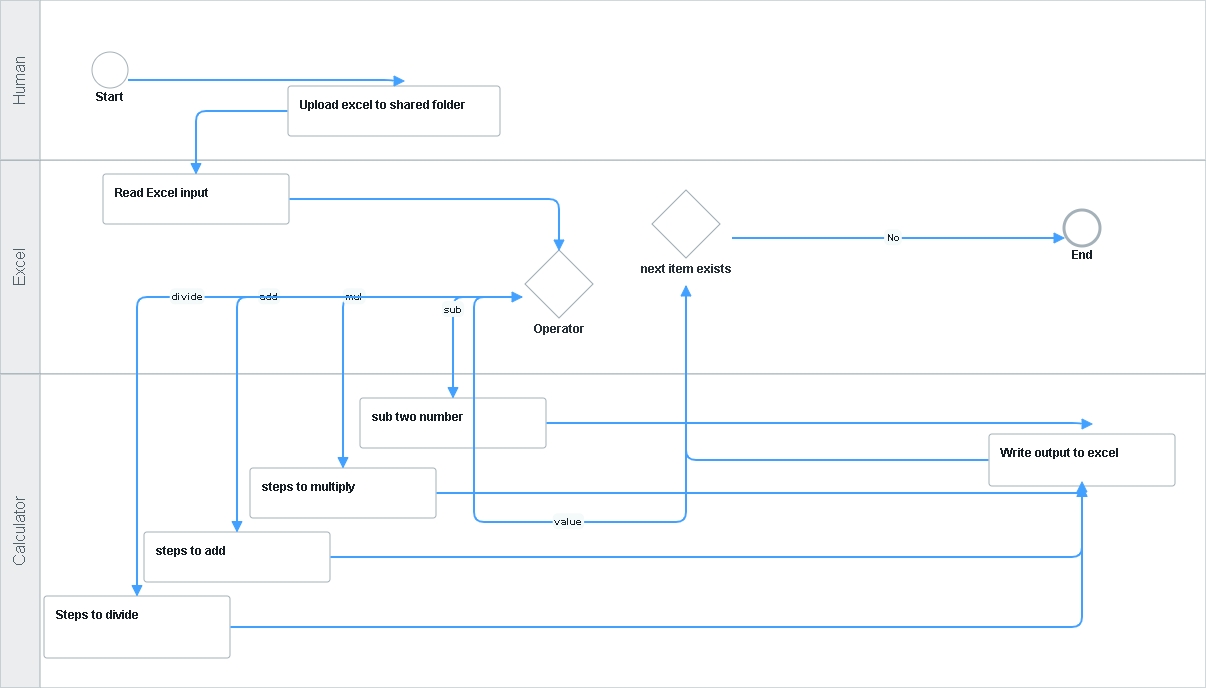 Human
Start
Upload excel to shared folder
Excel
Read Excel input
next item exists
No
End
divide
add
mul
sub
Operator
Calculator
sub two number
Write output to excel
steps to multiply
value
steps to add
Steps to divide